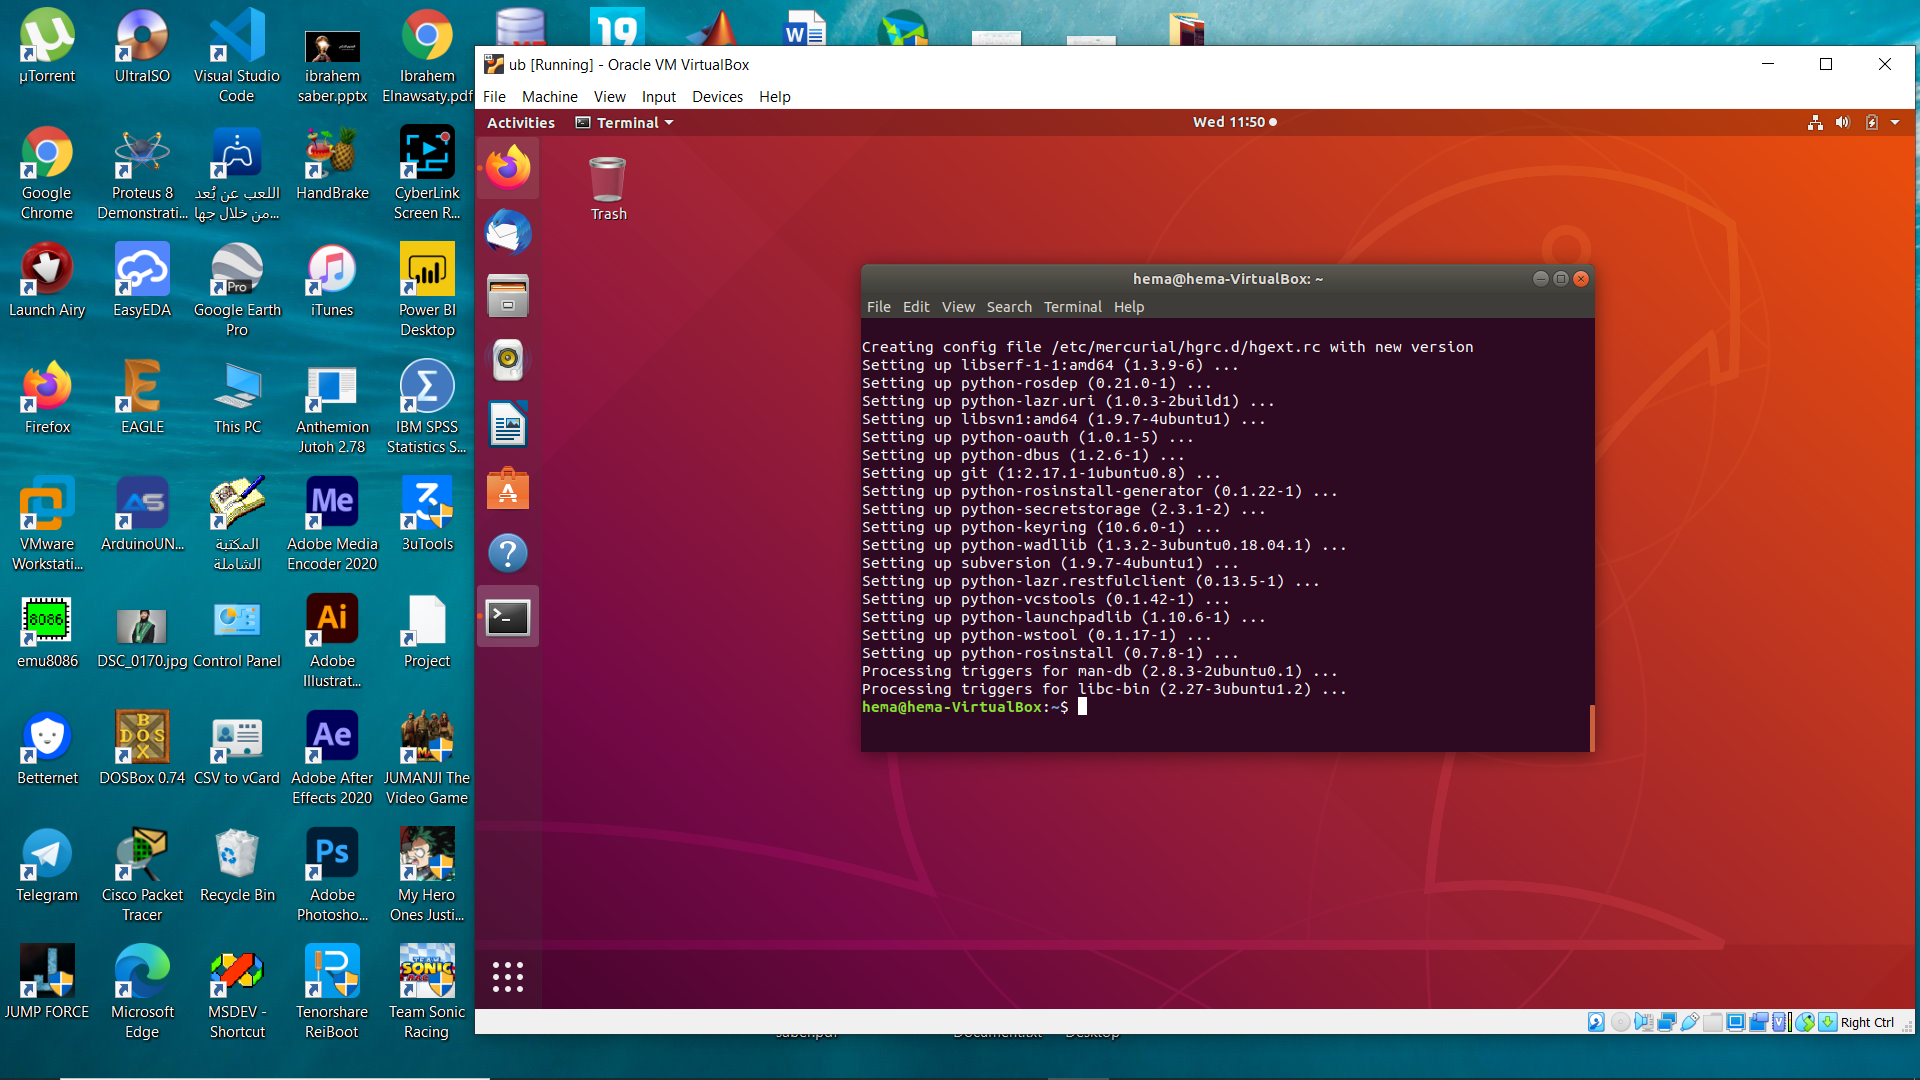 µTorrent
UltraISO
Visual Studio
Code
ibrahem
saber.pptx
Ibrahem
Elnawsaty.pdf
19
Google
Chrome
Proteus 8
Demonstrati...
اللعب عن بُعد
من خلال جها...
HandBrake
CyberLink
Screen R...
Launch Airy
EasyEDA
Pro
Google Earth
Pro
iTunes
Power BI
Desktop
Firefox
EAGLE
This PC
Anthemion
Jutoh 2.78
IBM SPSS
Statistics S...
VMware
Workstati...
AS
ArduinoUN...
المكتبة
الشاملة
Me
Adobe Media
Encoder 2020
3uTools
8086
emu8086
DSC_0170.jpg
Control Panel
Ai
Adobe
Illustrat...
Project
Betternet
BOSOX
DOS
DOSBox 0.74
CSV to vCard
Ae
Adobe After
Effects 2020
JUMANJI The
Video Game
Telegram
Cisco Packet
Tracer
Recycle Bin
Ps
Adobe
Photosho...
My Hero
Ones Justi...
JUMP FORCE
Microsoft
Edge
MSDEV -
Shortcut
Tenorshare
ReiBoot
TEAM
SONIC
Team Sonic
Racing
ub [Running] - Oracle VM VirtualBox
File Machine View Input Devices Help
Activities Terminal Wed 11:50
Trash
hema@hema-VirtualBox: ~
File Edit View Search Terminal Help
Creating config file /etc/mercurial/hgrc.d/hgext.rc with new version
Setting up libserf-1-1:amd64 (1.3.9-6) ...
Setting up python-rosdep (0.21.0-1) ...
Setting up python-lazr.uri (1.0.3-2build1) ...
Setting up libsvn1:amd64 (1.9.7-4ubuntu1) ...
Setting up python-oauth (1.0.1-5) ...
Setting up python-dbus (1.2.6-1) ...
Setting up git (1:2.17.1-1ubuntu0.8) ...
Setting up python-rosinstall-generator (0.1.22-1) ...
Setting up python-secretstorage (2.3.1-2) ...
Setting up python-keyring (10.6.0-1) ...
Setting up python-wadllib (1.3.2-3ubuntu0.18.04.1) ...
Setting up subversion (1.9.7-4ubuntu1) ...
Setting up python-lazr.restfulclient (0.13.5-1) ...
Setting up python-vcstools (0.1.42-1) ...
Setting up python-launchpadlib (1.10.6-1) ...
Setting up python-wstool (0.1.17-1) ...
Setting up python-rosinstall (0.7.8-1) ...
Processing triggers for man-db (2.8.3-2ubuntu0.1) ...
Processing triggers for libc-bin (2.27-3ubuntu1.2) ...
hema@hema-VirtualBox:~$
Right Ctrl